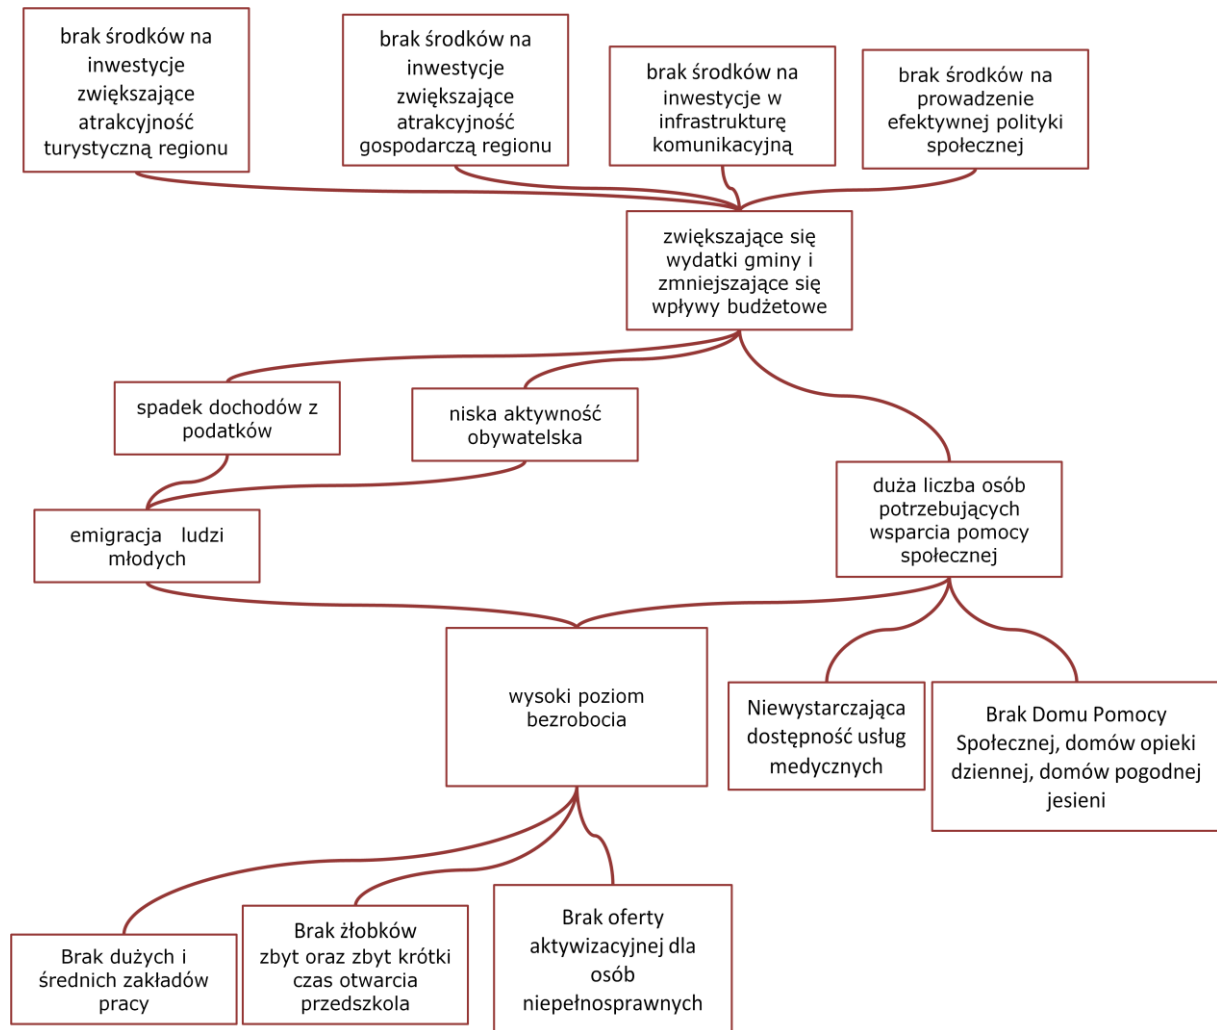 brak środków na
inwestycje
zwiększające
atrakcyjność
turystyczną regionu
brak środków na
inwestycje
zwiększające
atrakcyjność
gospodarczą regionu
brak środków na
inwestycje w
infrastrukturę
komunikacyjną
brak środków na
prowadzenie
efektywnej polityki
społecznej
zwiększające się
wydatki gminy i
zmniejszające się
wpływy budżetowe
spadek dochodów z
podatków
niska aktywność
obywatelska
duża liczba osób
potrzebujących
wsparcia pomocy
społecznej
emigracja ludzi
młodych
wysoki poziom
bezrobocia
Niewystarczająca
dostępność usług
medycznych
Brak Domu Pomocy
Społecznej, domów opieki
dziennej, domów pogodnej
jesieni
Brak dużych i
średnich zakładów
pracy
Brak żłobków
zbyt oraz zbyt krótki
czas otwarcia
przedszkola
Brak oferty
aktywizacyjnej dla
osób
niepełnosprawnych